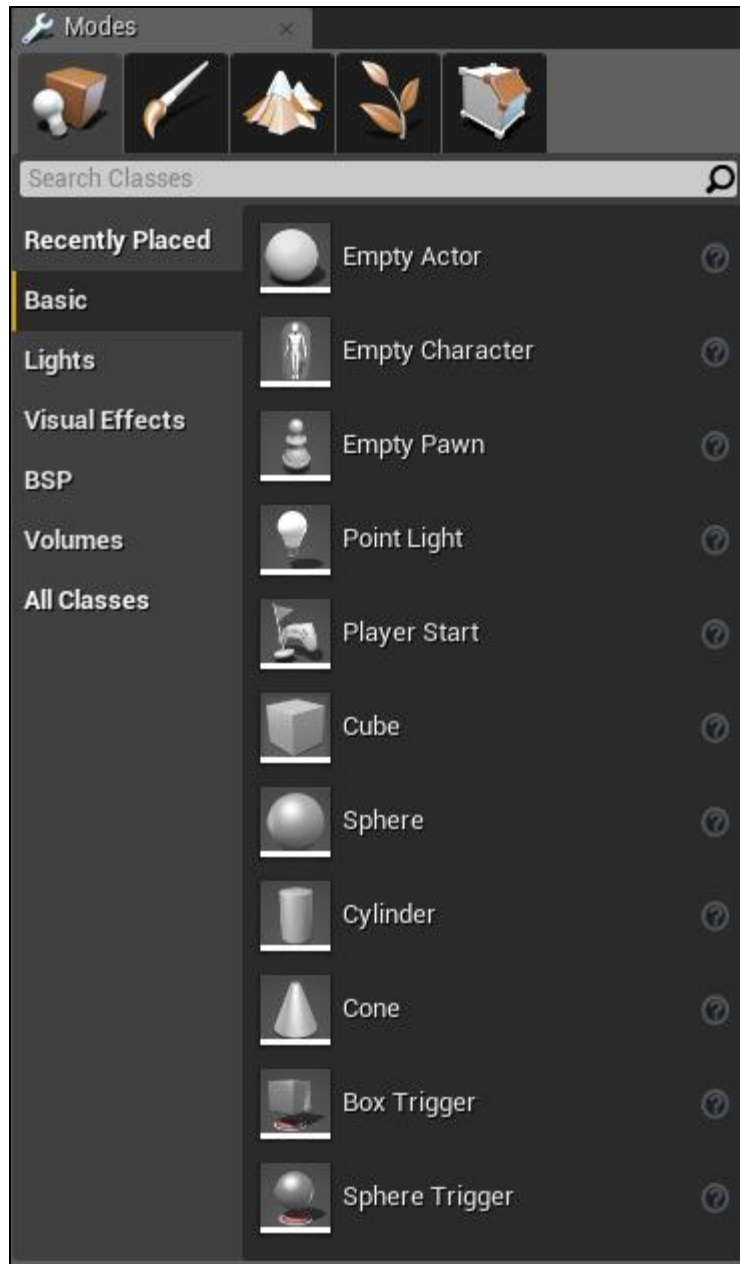 Modes
Search Classes
Recently Placed
Basic
Lights
Visual Effects
BSP
Volumes
All Classes
Empty Actor
Empty Character
Empty Pawn
Point Light
Player Start
Cube
Sphere
Cylinder
Cone
Box Trigger
Sphere Trigger